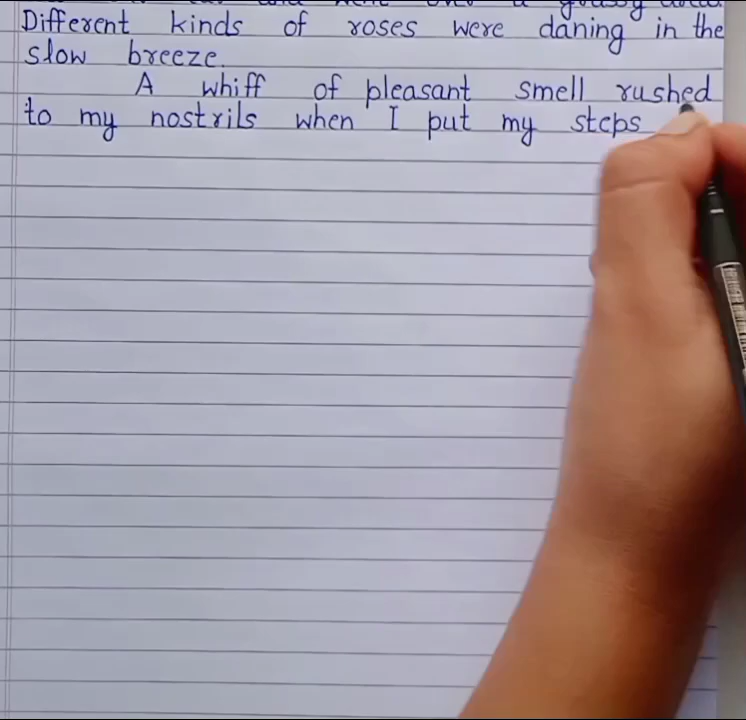 Different kinds of roses were daning in the
slow breeze.
A whiff of pleasant smell rushed
to my nostrils when I put my steps